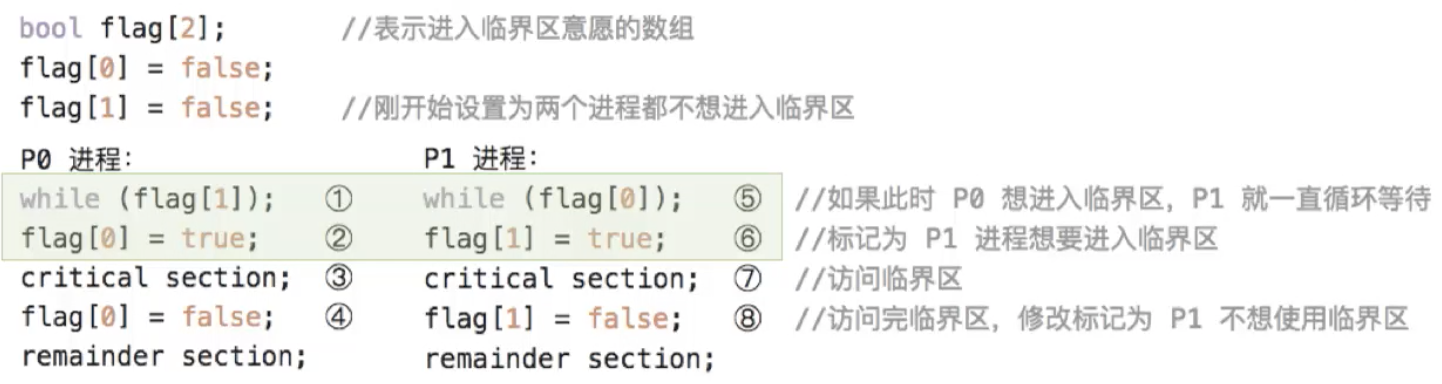 bool flag[2];          //表示进入临界区意愿的数组
flag[0] = false;
flag[1] = false;       //刚开始设置为两个进程都不想进入临界区
P0 进程:               P1 进程:
while (flag[1]);  ①    while (flag[0]);  ⑤  //如果此时 P0 想进入临界区，P1 就一直循环等待
flag[0] = true;   ②    flag[1] = true;   ⑥  //标记为 P1 进程想要进入临界区
critical section; ③    critical section; ⑦  //访问临界区
flag[0] = false;  ④    flag[1] = false;  ⑧  //访问完临界区，修改标记为 P1 不想使用临界区
remainder section;     remainder section;